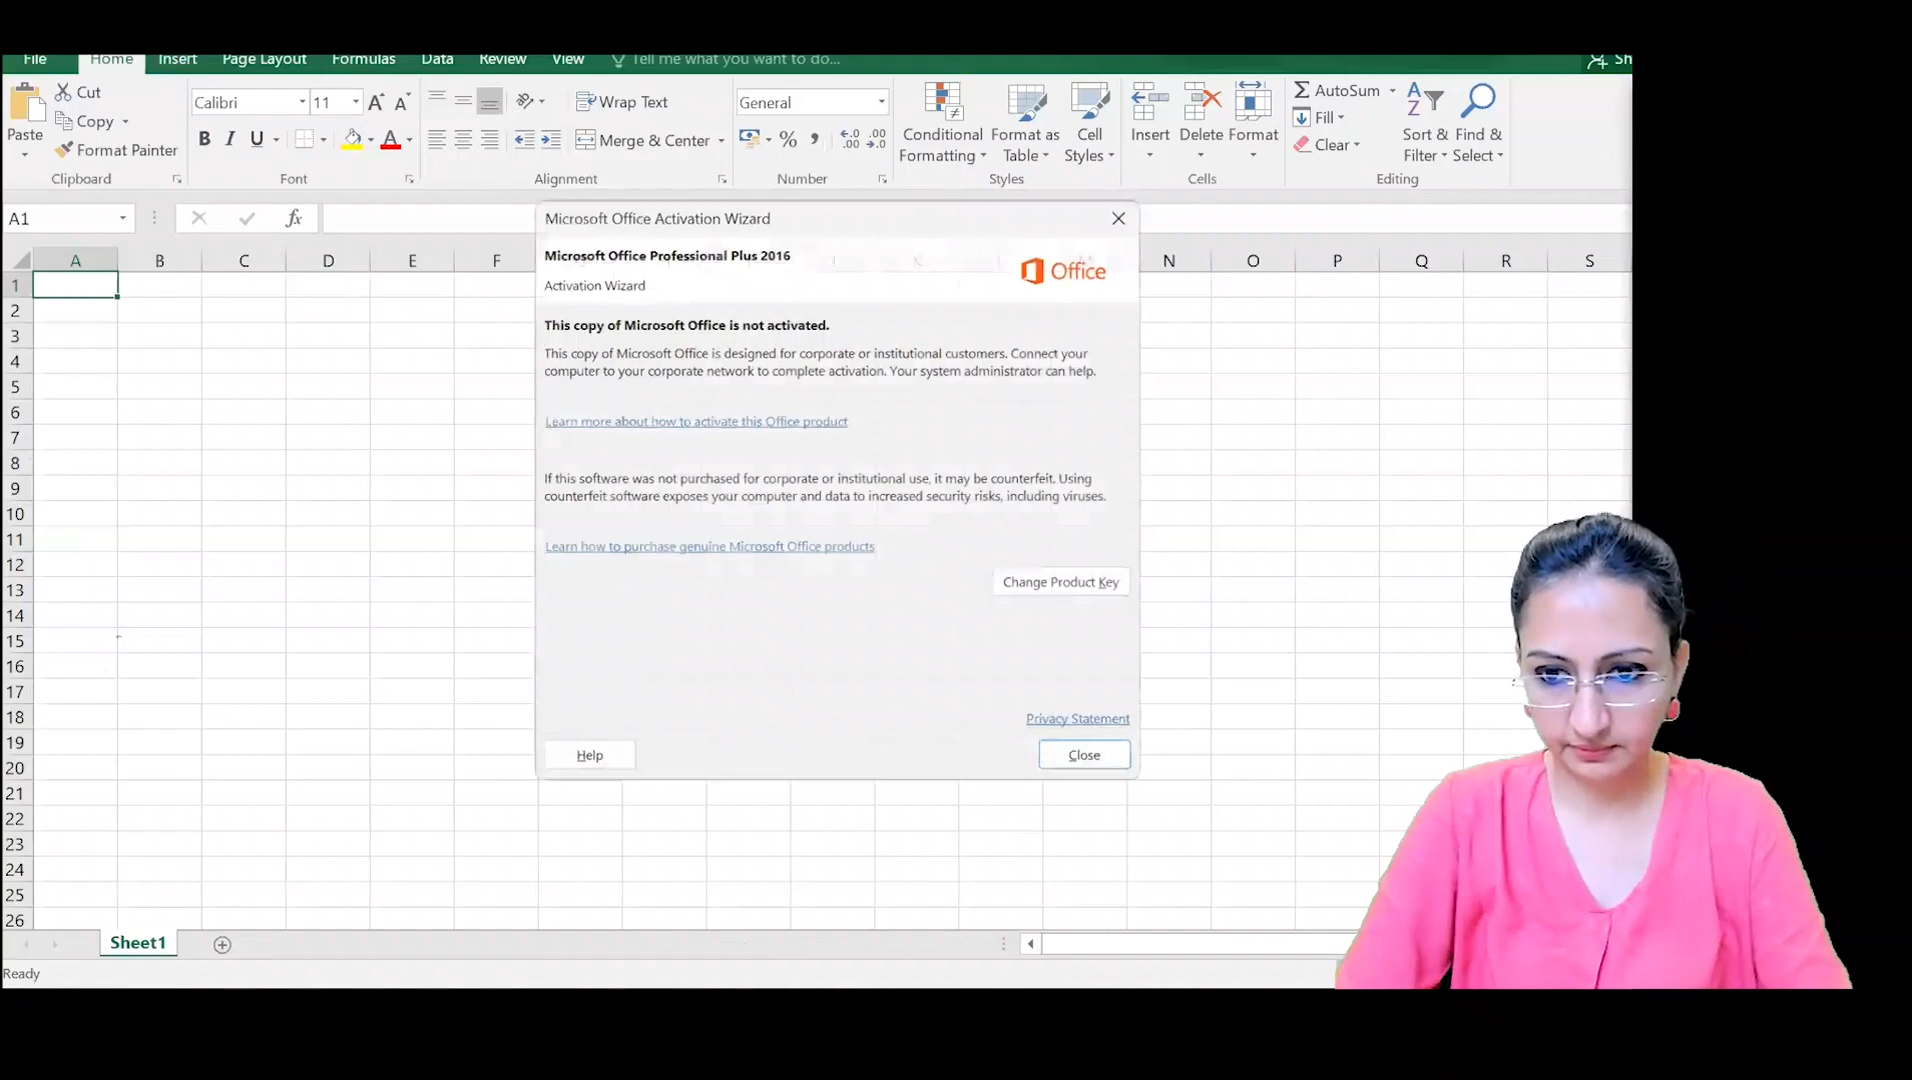 File Home Insert Page Layout Formulas Data Review View Tell me what you want to do... Sh
Paste
Cut
Copy
Format Painter
Clipboard
Calibri 11 A A
B I U A
Font
Wrap Text
Merge & Center
Alignment
General
% , .0 .00
Number
Conditional Formatting
Format as Table
Cell Styles
Styles
Insert
Delete
Format
Cells
AutoSum
Fill
Clear
Sort & Filter
Find & Select
Editing
A1 fx
A B C D E F N O P Q R S
1
2
3
4
5
6
7
8
9
10
11
12
13
14
15
16
17
18
19
20
21
22
23
24
25
26
Microsoft Office Activation Wizard
Microsoft Office Professional Plus 2016
Office
Activation Wizard
This copy of Microsoft Office is not activated.
This copy of Microsoft Office is designed for corporate or institutional customers. Connect your
computer to your corporate network to complete activation. Your system administrator can help.
Learn more about how to activate this Office product
If this software was not purchased for corporate or institutional use, it may be counterfeit. Using
counterfeit software exposes your computer and data to increased security risks, including viruses.
Learn how to purchase genuine Microsoft Office products
Change Product Key
Privacy Statement
Help Close
Sheet1
Ready